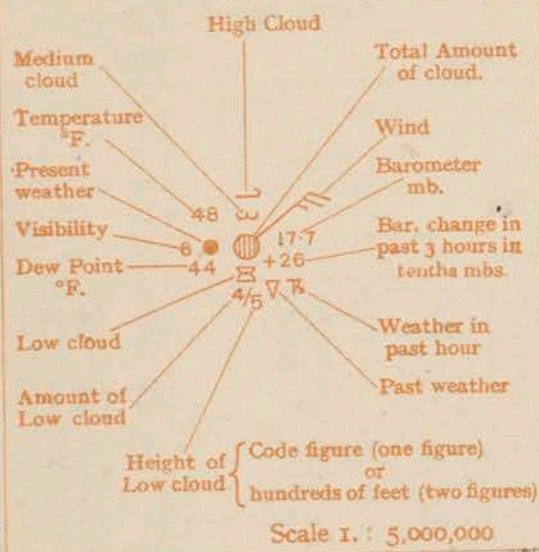 High Cloud
Medium
cloud
Total Amount
of cloud.
Temperature
°F.
Wind
Present
weather
Barometer
mb.
48
Visibility
8
17.7
Bar. change in
past 3 hours in
tenths mbs.
Dew Point
°F.
44
+26
4/5
Low cloud
Weather in
past hour
Amount of
Low cloud
Past weather
Height of
Low cloud
Code figure (one figure)
or
hundreds of feet (two figures)
Scale 1. : 5,000,000